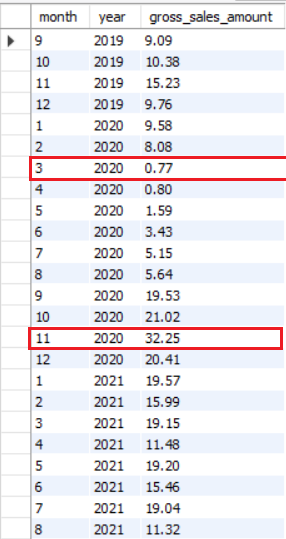 month year gross_sales_amount
9 2019 9.09
10 2019 10.38
11 2019 15.23
12 2019 9.76
1 2020 9.58
2 2020 8.08
3 2020 0.77
4 2020 0.80
5 2020 1.59
6 2020 3.43
7 2020 5.15
8 2020 5.64
9 2020 19.53
10 2020 21.02
11 2020 32.25
12 2020 20.41
1 2021 19.57
2 2021 15.99
3 2021 19.15
4 2021 11.48
5 2021 19.20
6 2021 15.46
7 2021 19.04
8 2021 11.32